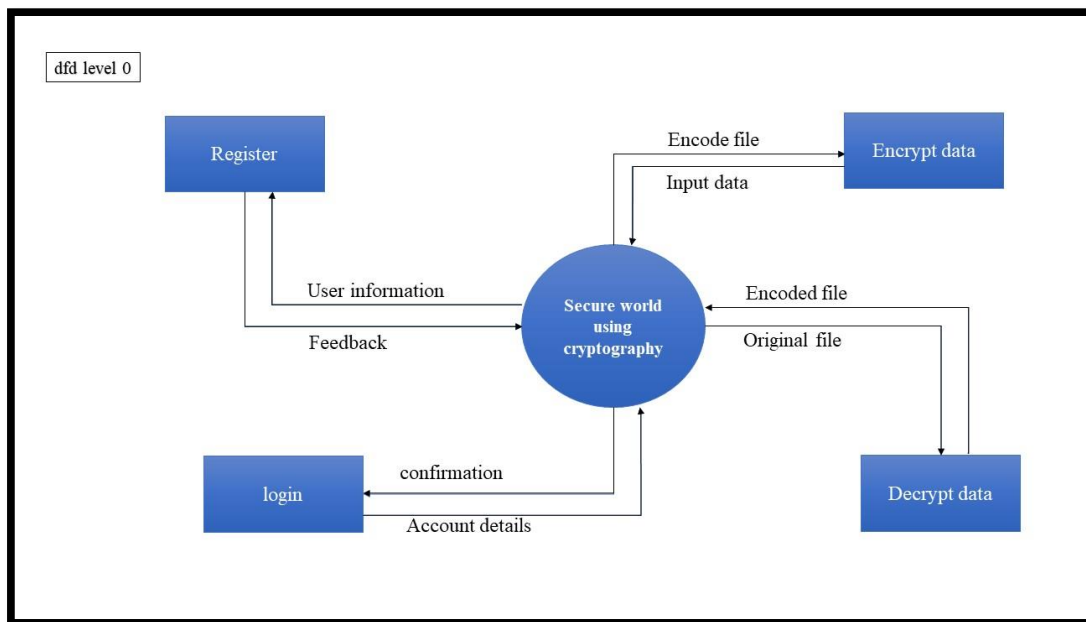 dfd level 0
Register
Encode file
Encrypt data
Input data
User information
Feedback
Secure world
using
cryptography
Encoded file
Original file
confirmation
login
Account details
Decrypt data